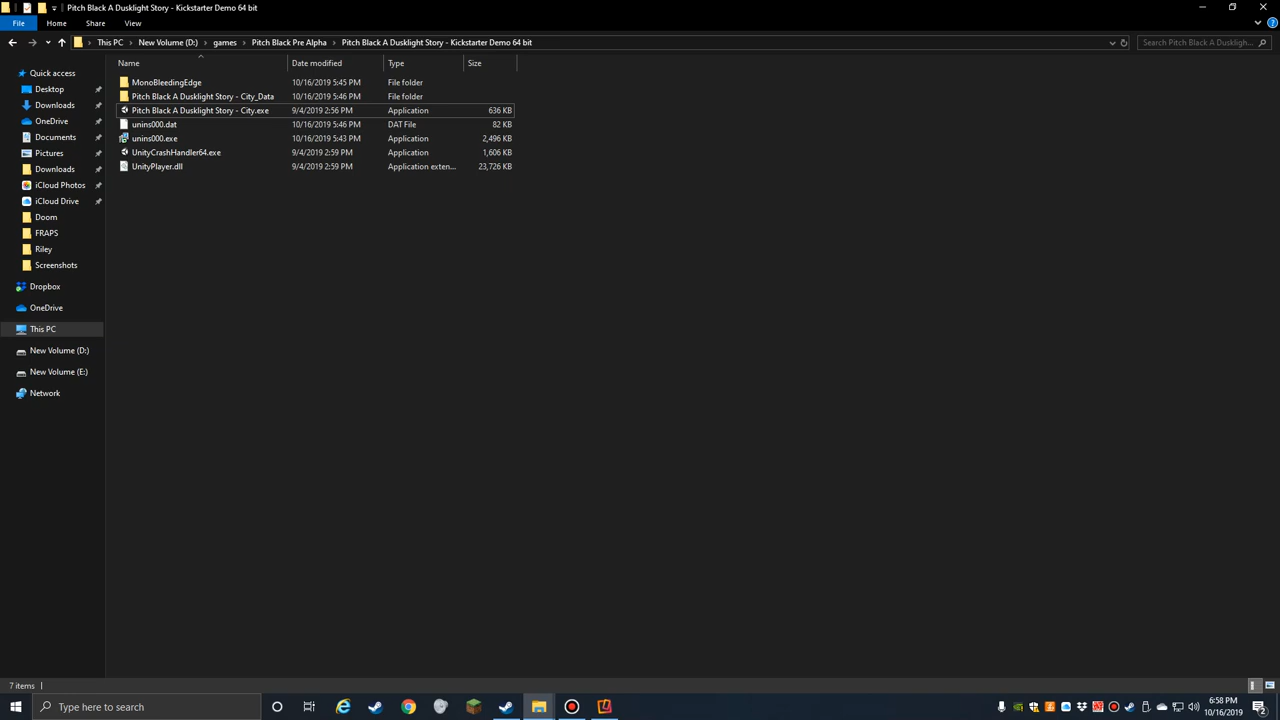 Pitch Black A Dusklight Story - Kickstarter Demo 64 bit
File Home Share View
This PC New Volume (D:) games Pitch Black Pre Alpha Pitch Black A Dusklight Story - Kickstarter Demo 64 bit Search Pitch Black A Duskligh...
Name Date modified Type Size
Quick access
Desktop
Downloads
OneDrive
Documents
Pictures
Downloads
iCloud Photos
iCloud Drive
Doom
FRAPS
Riley
Screenshots
Dropbox
OneDrive
This PC
New Volume (D:)
New Volume (E:)
Network
MonoBleedingEdge 10/16/2019 5:45 PM File folder
Pitch Black A Dusklight Story - City_Data 10/16/2019 5:46 PM File folder
Pitch Black A Dusklight Story - City.exe 9/4/2019 2:56 PM Application 636 KB
unins000.dat 10/16/2019 5:46 PM DAT File 82 KB
unins000.exe 10/16/2019 5:43 PM Application 2,496 KB
UnityCrashHandler64.exe 9/4/2019 2:59 PM Application 1,606 KB
UnityPlayer.dll 9/4/2019 2:59 PM Application exten... 23,726 KB
7 items
Type here to search
6:58 PM
10/16/2019
2